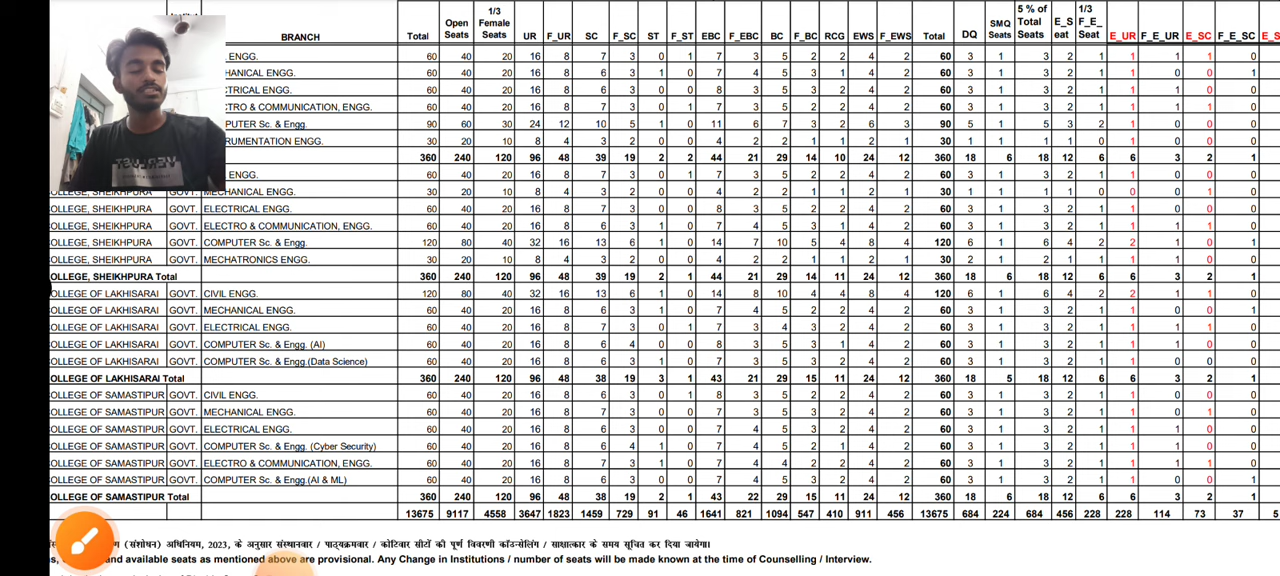 BRANCH Total Open Seats 1/3 Female Seats UR F_UR SC F_SC ST F_ST EBC F_EBC BC F_BC RCG EWS F_EWS Total DQ SMQ Seats 5 % of Total Seats E_S eat 1/3 F_E_ Seat E_UR F_E_UR E_SC F_E_SC E_S
ENGG. 60 40 20 16 8 7 3 0 1 7 3 5 2 2 4 2 60 3 1 3 2 1 1 1 1 0
HANICAL ENGG. 60 40 20 16 8 6 3 1 0 7 4 5 3 1 4 2 60 3 1 3 2 1 1 0 0 1
CTRICAL ENGG. 60 40 20 16 8 6 3 0 0 8 3 5 3 2 4 2 60 3 1 3 2 1 1 1 0 0
CTRO & COMMUNICATION, ENGG. 60 40 20 16 8 7 3 0 1 7 3 5 2 2 4 2 60 3 1 3 2 1 1 1 1 0
PUTER Sc. & Engg. 90 60 30 24 12 10 5 1 0 11 6 7 3 2 6 3 90 5 1 5 3 2 1 0 0 0
RUMENTATION ENGG. 30 20 10 8 4 3 2 0 0 4 2 2 1 1 2 1 30 1 1 1 1 0 1 0 0 0
360 240 120 96 48 39 19 2 2 44 21 29 14 10 24 12 360 18 6 18 12 6 6 3 2 1
ENGG. 60 40 20 16 8 7 3 0 1 7 3 5 2 2 4 2 60 3 1 3 2 1 1 0 0 0
OLLEGE, SHEIKHPURA GOVT. MECHANICAL ENGG. 30 20 10 8 4 3 2 0 0 4 2 2 1 1 1 1 30 1 1 1 1 0 0 0 1 0
OLLEGE, SHEIKHPURA GOVT. ELECTRICAL ENGG. 60 40 20 16 8 6 3 0 0 8 3 5 2 2 4 2 60 3 1 3 2 1 1 1 0 0
OLLEGE, SHEIKHPURA GOVT. ELECTRO & COMMUNICATION, ENGG. 60 40 20 16 8 6 3 1 0 7 4 5 3 1 4 2 60 3 1 3 2 1 1 1 1 0
OLLEGE, SHEIKHPURA GOVT. COMPUTER Sc. & Engg. 120 80 40 32 16 13 6 1 0 14 7 10 5 4 8 4 120 6 1 6 4 2 2 1 0 1
OLLEGE, SHEIKHPURA GOVT. MECHATRONICS ENGG. 30 20 10 8 4 3 2 0 0 4 2 2 1 1 2 1 30 2 1 2 1 1 1 0 0 0
OLLEGE, SHEIKHPURA Total 360 240 120 96 48 39 19 2 1 44 21 29 14 11 24 12 360 18 6 18 12 6 6 3 2 1
OLLEGE OF LAKHISARAI GOVT. CIVIL ENGG. 120 80 40 32 16 13 6 1 0 14 8 10 4 4 8 4 120 6 1 6 4 2 2 1 1 0
OLLEGE OF LAKHISARAI GOVT. MECHANICAL ENGG. 60 40 20 16 8 6 3 1 0 7 4 5 2 2 4 2 60 3 1 3 2 1 1 0 0 1
OLLEGE OF LAKHISARAI GOVT. ELECTRICAL ENGG. 60 40 20 16 8 7 3 0 1 7 3 4 3 2 4 2 60 3 1 3 2 1 1 1 1 0
OLLEGE OF LAKHISARAI GOVT. COMPUTER Sc. & Engg. (AI) 60 40 20 16 8 6 4 0 0 8 3 5 3 1 4 2 60 3 1 3 2 1 1 1 0 0
OLLEGE OF LAKHISARAI GOVT. COMPUTER Sc. & Engg.(Data Science) 60 40 20 16 8 6 3 1 0 7 3 5 3 2 4 2 60 3 1 3 2 1 1 0 0 0
OLLEGE OF LAKHISARAI Total 360 240 120 96 48 38 19 3 1 43 21 29 15 11 24 12 360 18 5 18 12 6 6 3 2 1
OLLEGE OF SAMASTIPUR GOVT. CIVIL ENGG. 60 40 20 16 8 6 3 0 1 8 3 5 2 2 4 2 60 3 1 3 2 1 1 1 0 0
OLLEGE OF SAMASTIPUR GOVT. MECHANICAL ENGG. 60 40 20 16 8 7 3 0 0 7 3 5 3 2 4 2 60 3 1 3 2 1 1 0 1 0
OLLEGE OF SAMASTIPUR GOVT. ELECTRICAL ENGG. 60 40 20 16 8 6 3 0 0 7 4 5 3 2 4 2 60 3 1 3 2 1 1 1 0 0
OLLEGE OF SAMASTIPUR GOVT. COMPUTER Sc. & Engg. (Cyber Security) 60 40 20 16 8 6 4 1 0 7 4 5 2 1 4 2 60 3 1 3 2 1 1 0 0 0
OLLEGE OF SAMASTIPUR GOVT. ELECTRO & COMMUNICATION, ENGG. 60 40 20 16 8 7 3 1 0 7 4 4 2 2 4 2 60 3 1 3 2 1 1 1 1 0
OLLEGE OF SAMASTIPUR GOVT. COMPUTER Sc. & Engg.(AI & ML) 60 40 20 16 8 6 3 0 0 7 4 5 3 2 4 2 60 3 1 3 2 1 1 0 0 1
OLLEGE OF SAMASTIPUR Total 360 240 120 96 48 38 19 2 1 43 22 29 15 11 24 12 360 18 6 18 12 6 6 3 2 1
13675 9117 4558 3647 1823 1459 729 91 46 1641 821 1094 547 410 911 456 13675 684 224 684 456 228 228 114 73 37 5
(संशोधन) अधिनियम, 2023, के अनुसार संस्थानवार / पाठ्यक्रमवार / कोटिवार सीटों की पूर्ण विवरणी कॉउन्सेलिंग / साक्षात्कार के समय सूचित कर दिया जायेगा।
and available seats as mentioned above are provisional. Any Change in Institutions / number of seats will be made known at the time of Counselling / Interview.